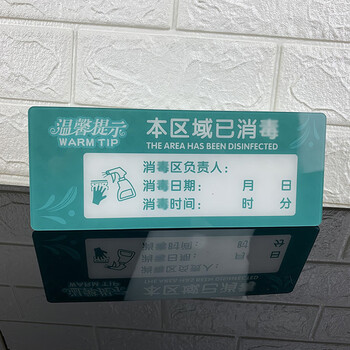 温馨提示
WARM TIP
本区域已消毒
THE AREA HAS BEEN DISINFECTED
消毒区负责人：
消毒日期： 月 日
消毒时间： 时 分